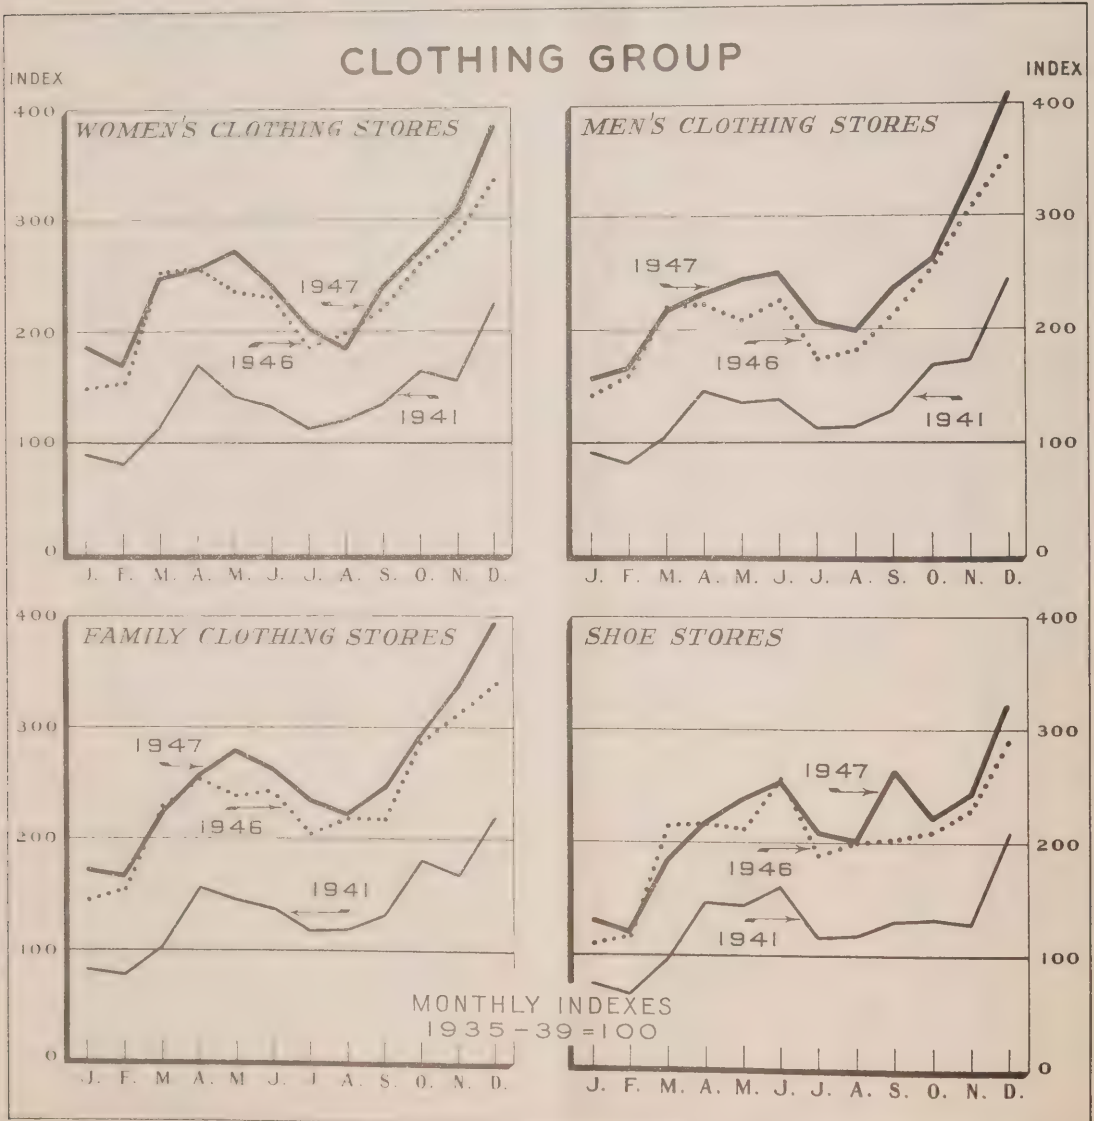 CLOTHING GROUP
INDEX
INDEX
WOMEN'S CLOTHING STORES
400
300
200
100
0
1947
1946
1941
J. F. M. A. M. J. J. A. S. O. N. D.
MEN'S CLOTHING STORES
400
300
200
100
0
1947
1946
1941
J. F. M. A. M. J. J. A. S. O. N. D.
FAMILY CLOTHING STORES
400
300
200
100
0
1947
1946
1941
J. F. M A. M J. J A. S. O. N. D.
SHOE STORES
400
300
200
100
0
1947
1946
1941
J. F. M. A. M. J. J. A. S. O. N. D.
MONTHLY INDEXES
1935-39=100